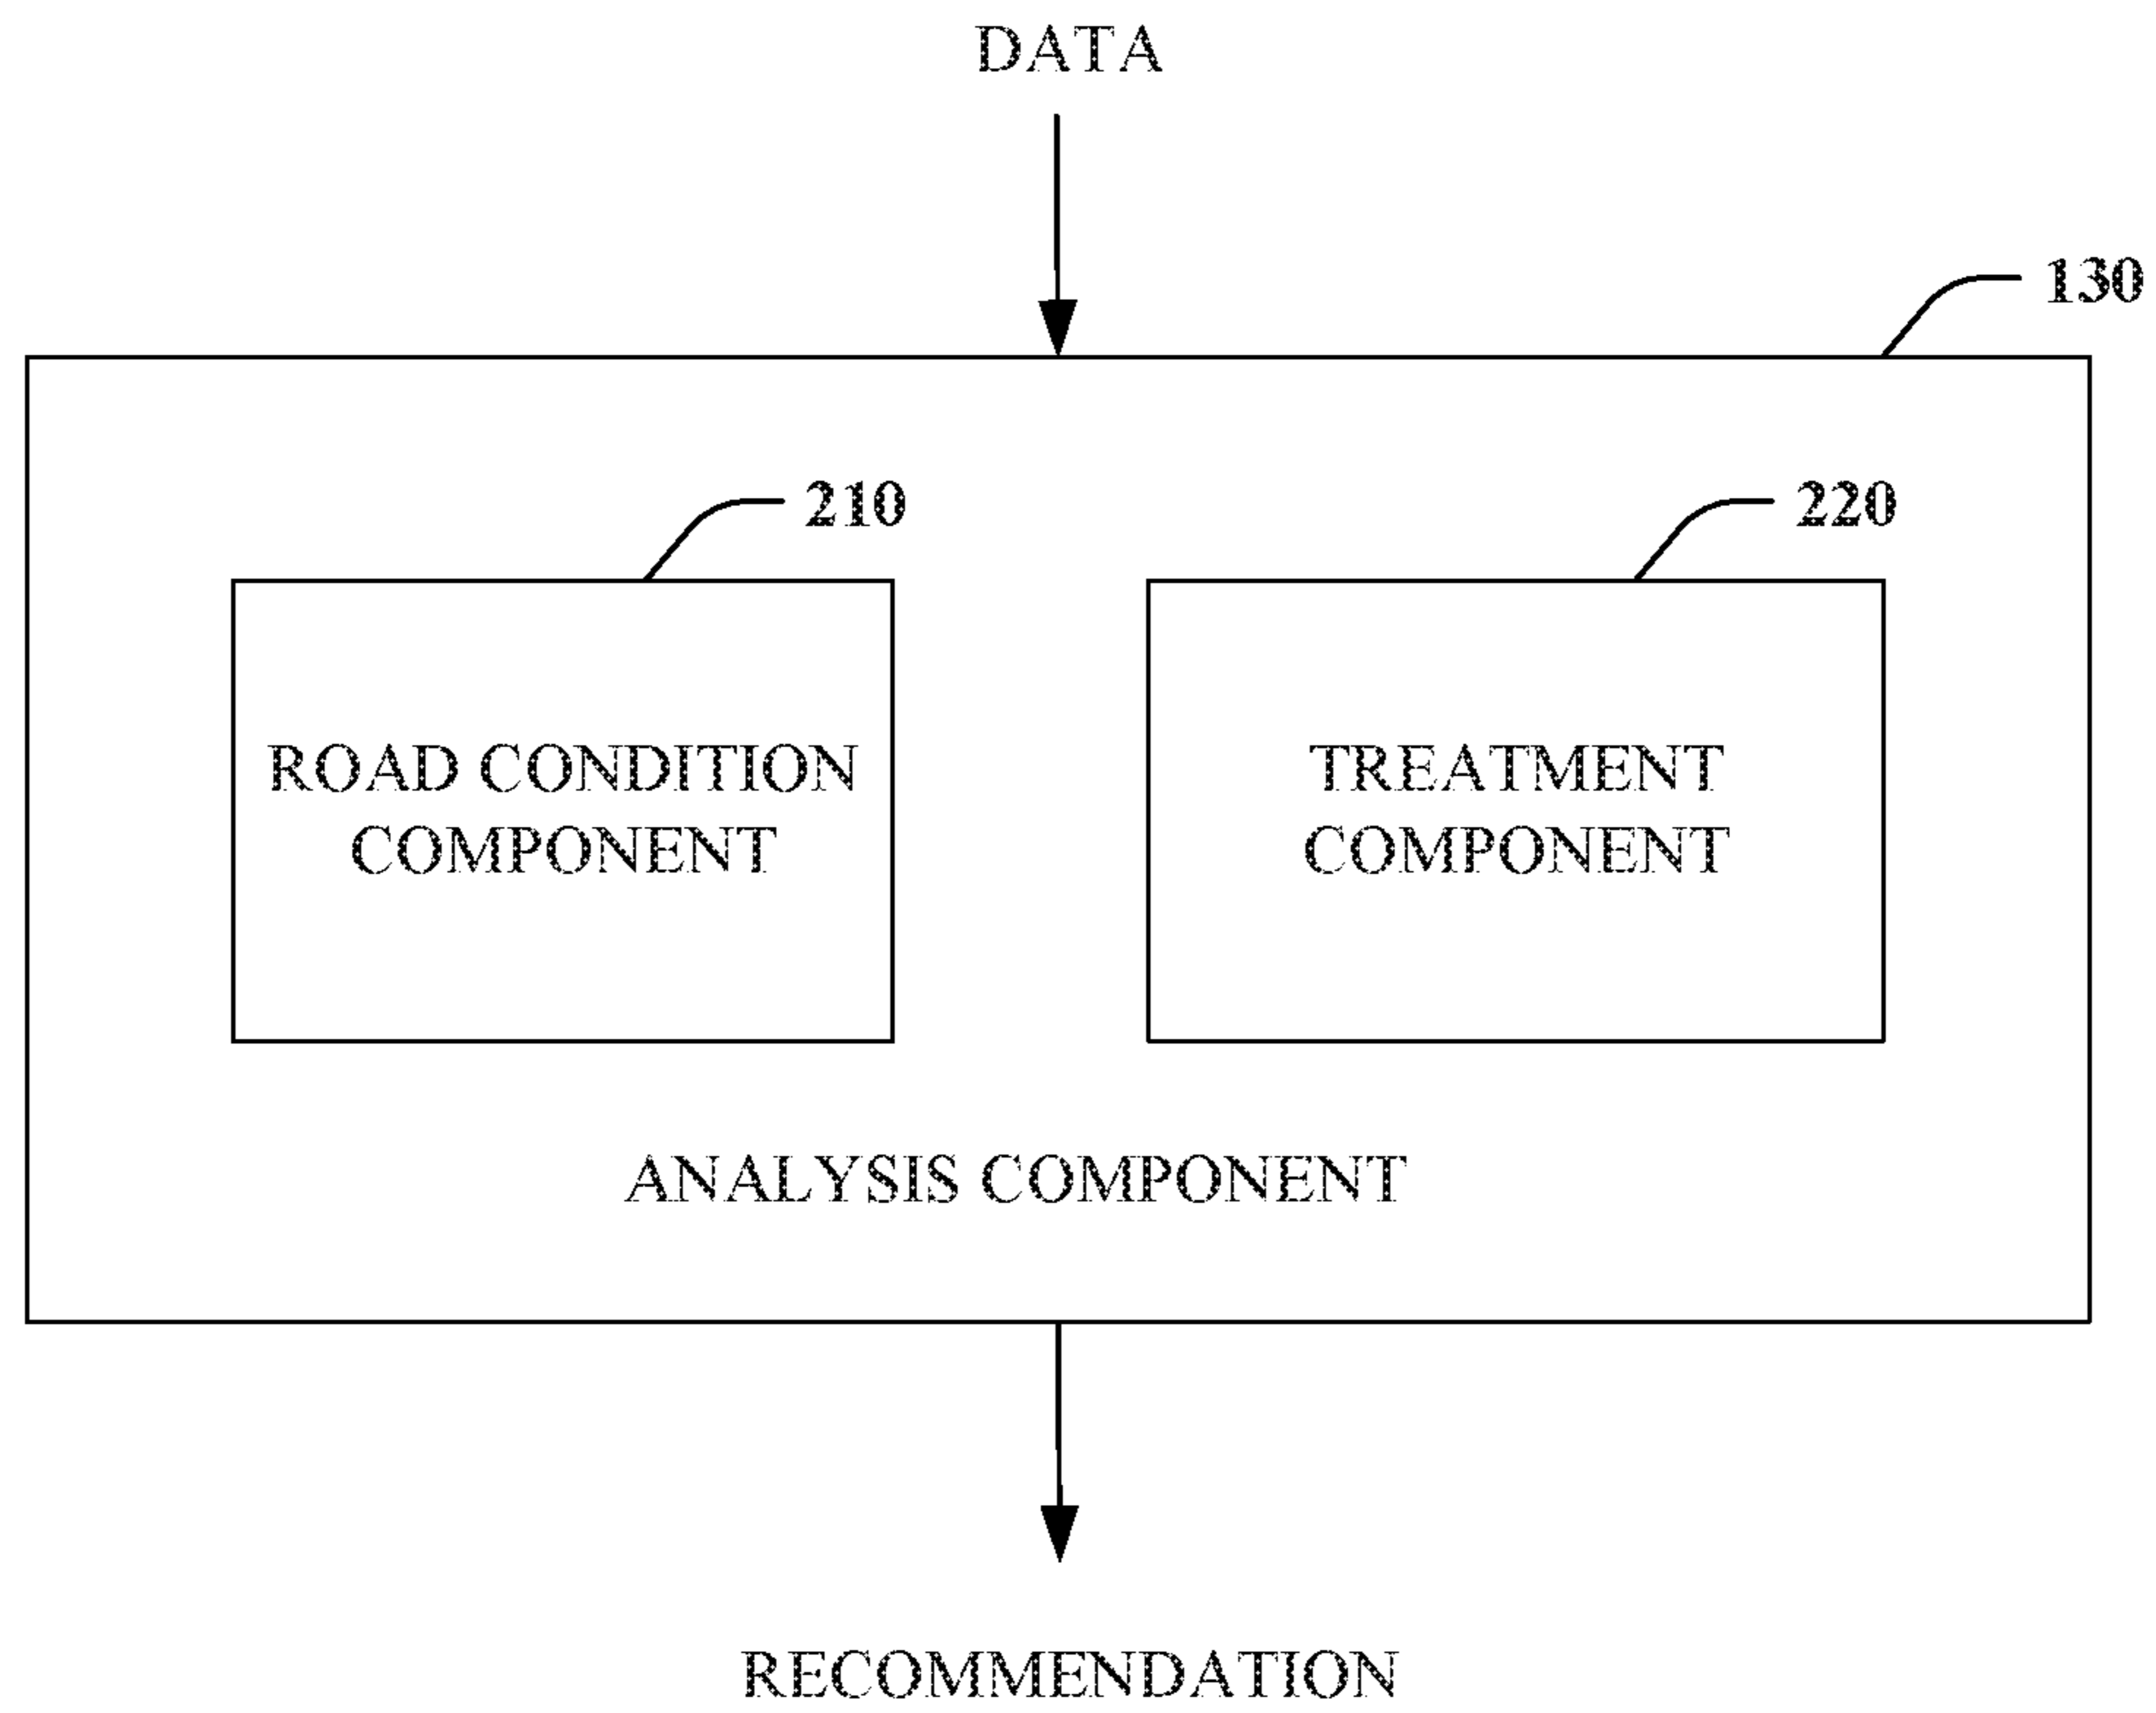 DATA
130
210
220
ROAD CONDITION
COMPONENT
TREATMENT
COMPONENT
ANALYSIS COMPONENT
RECOMMENDATION